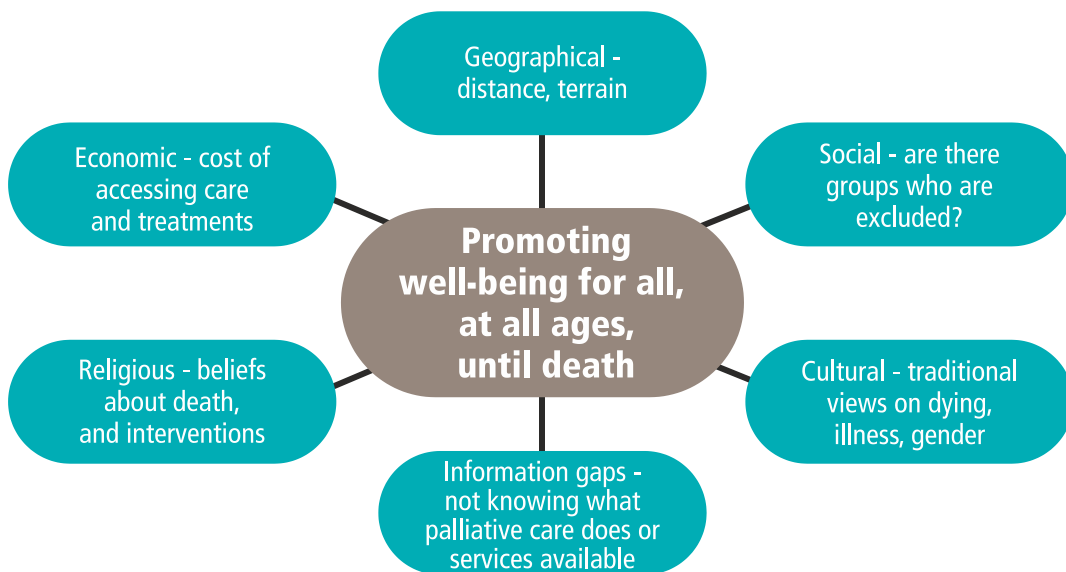 Geographical -
distance, terrain
Economic - cost of
accessing care
and treatments
Social - are there
groups who are
excluded?
Promoting
well-being for all,
at all ages,
until death
Religious - beliefs
about death,
and interventions
Cultural - traditional
views on dying,
illness, gender
Information gaps -
not knowing what
palliative care does or
services available